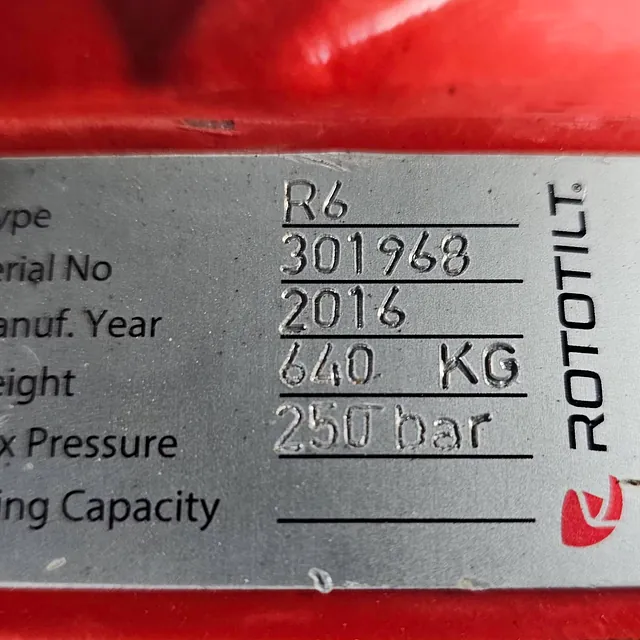 ype R6
erial No 301968
anuf. Year 2016
eight 640 KG
x Pressure 250 bar
ing Capacity
ROTOTILT®